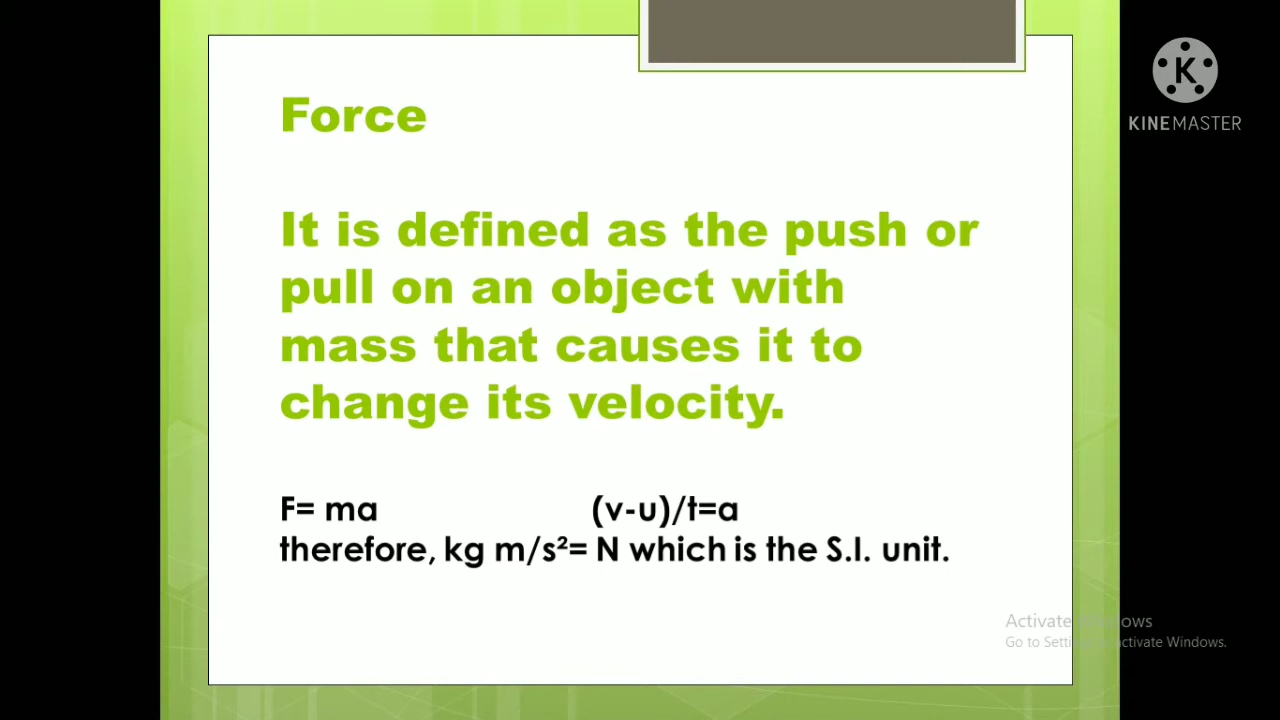 Force
It is defined as the push or
pull on an object with
mass that causes it to
change its velocity.
F= ma (v-u)/t=a
therefore, kg m/s²= N which is the S.I. unit.
K
KINEMASTER
Activate Windows
Go to Settings to activate Windows.